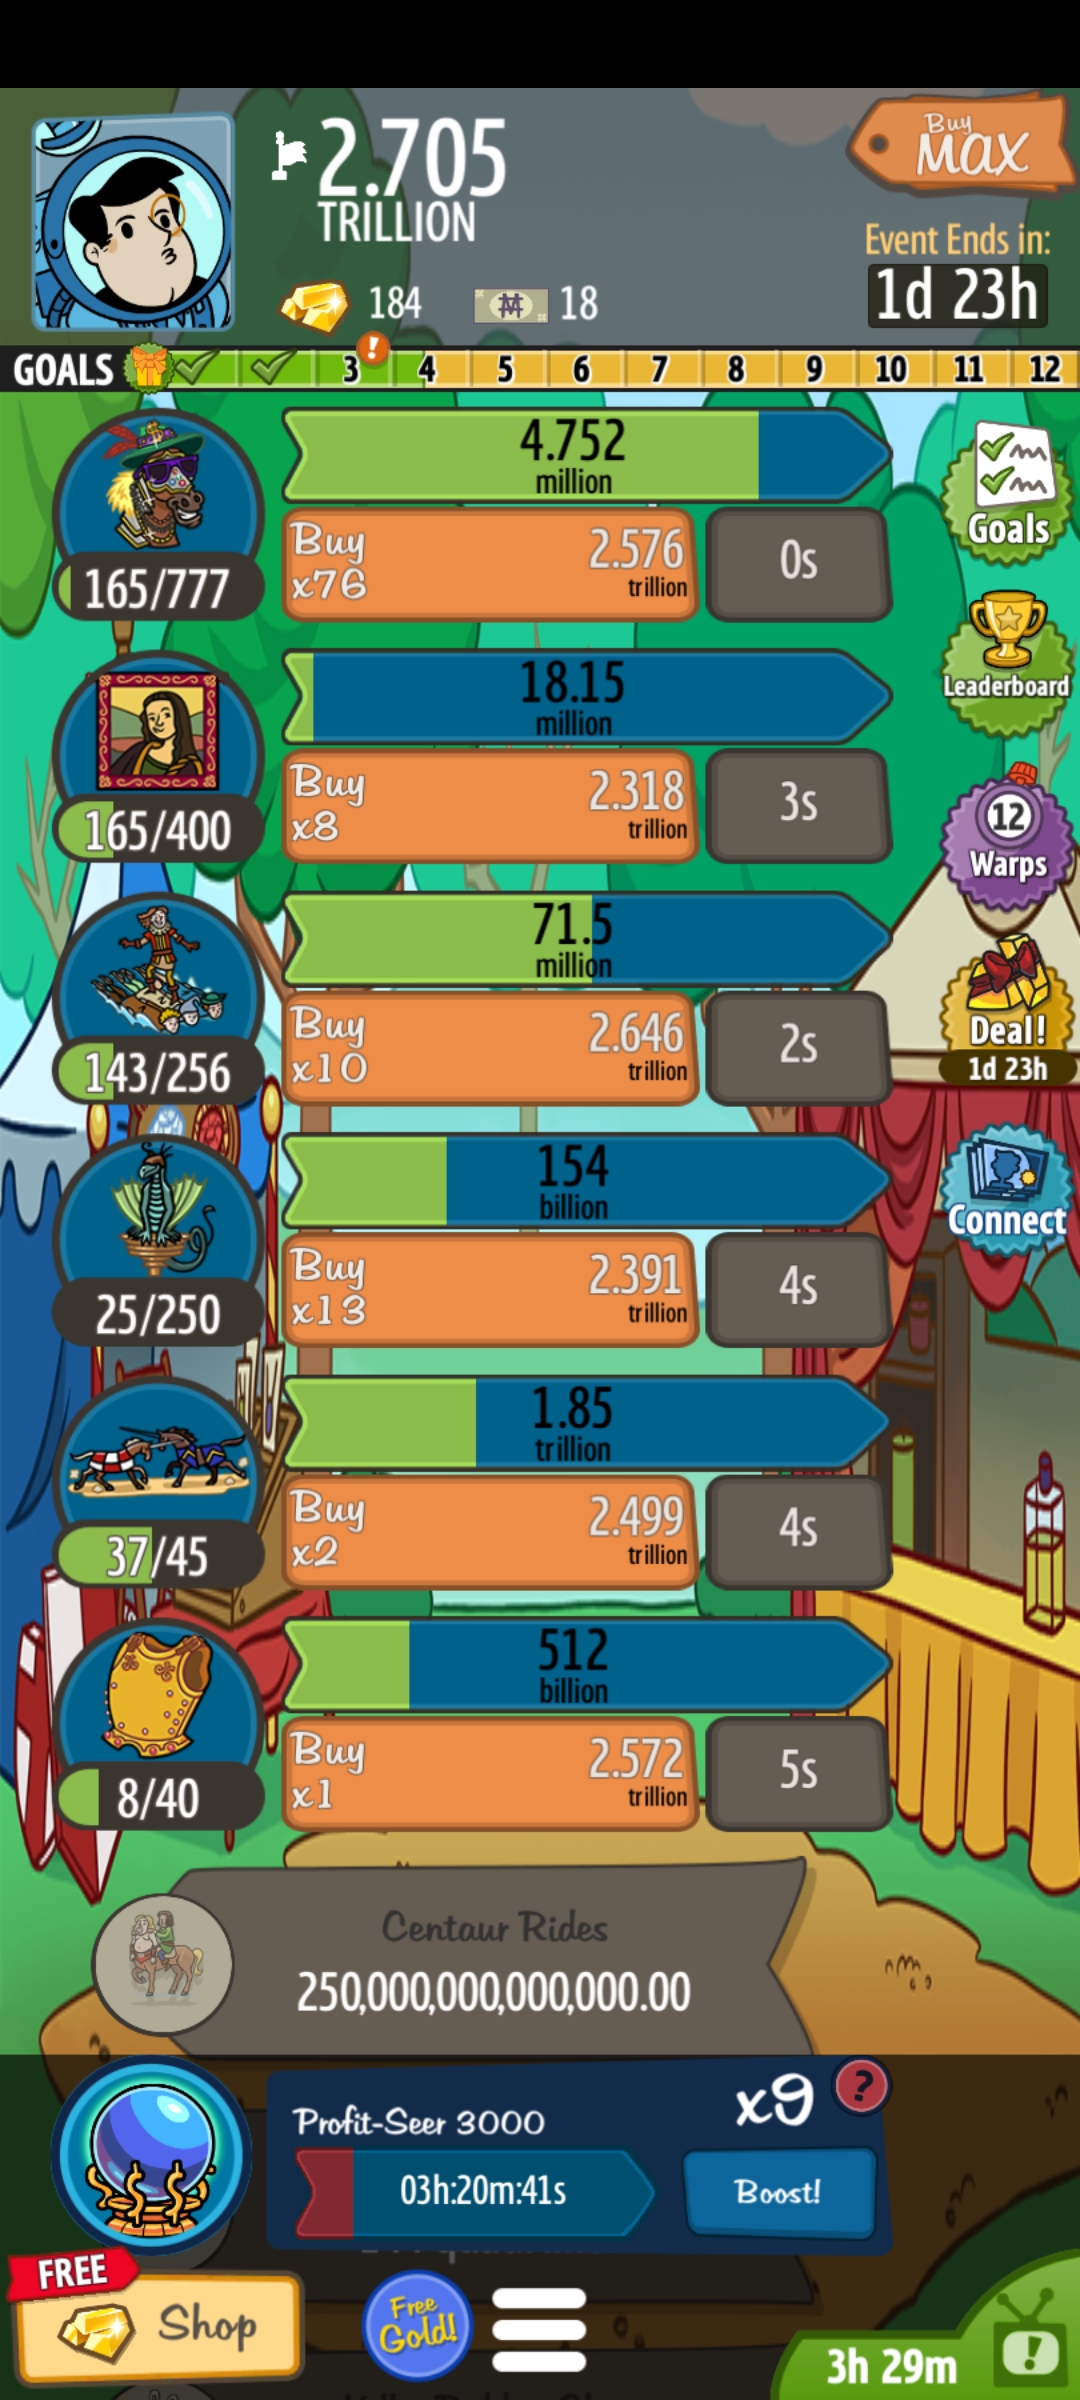 2.705
TRILLION
Buy
MAX
184
18
Event Ends in:
1d 23h
GOALS
3
!
4
5
6
7
8
9
10
11
12
4.752
million
Buy
x76
2.576
trillion
0s
165/777
Goals
18.15
million
Leaderboard
Buy
x8
2.318
trillion
3s
165/400
12
Warps
71.5
million
Buy
x10
2.646
trillion
2s
143/256
Deal!
1d 23h
154
billion
Connect
Buy
x13
2.391
trillion
4s
25/250
1.85
trillion
Buy
x2
2.499
trillion
4s
37/45
512
billion
Buy
x1
2.572
trillion
5s
8/40
Centaur Rides
250,000,000,000,000.00
Profit-Seer 3000
x9
?
03h:20m:41s
Boost!
FREE
Shop
Free
Gold!
3h 29m
!